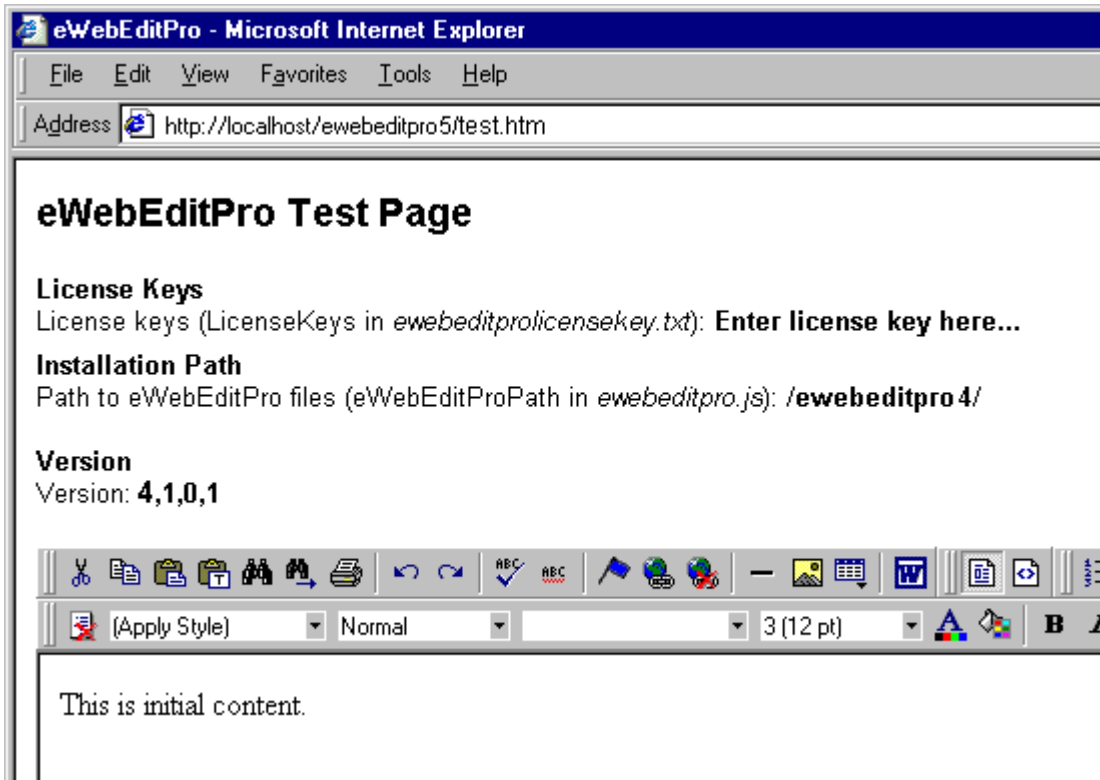 eWebEditPro - Microsoft Internet Explorer
File Edit View Favorites Tools Help
Address http://localhost/ewebeditpro5/test.htm
eWebEditPro Test Page
License Keys
License keys (LicenseKeys in ewebeditprolicensekey.txt): Enter license key here...
Installation Path
Path to eWebEditPro files (eWebEditProPath in ewebeditpro.js): /ewebeditpro4/
Version
Version: 4,1,0,1
ABC ABC W
(Apply Style) Normal 3 (12 pt) A B
This is initial content.